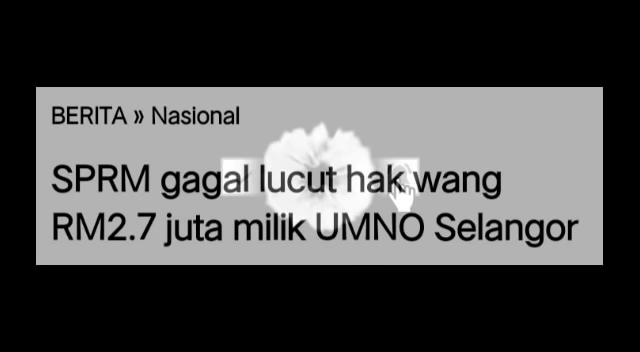 BERITA » Nasional
SPRM gagal lucut hak wang
RM2.7 juta milik UMNO Selangor